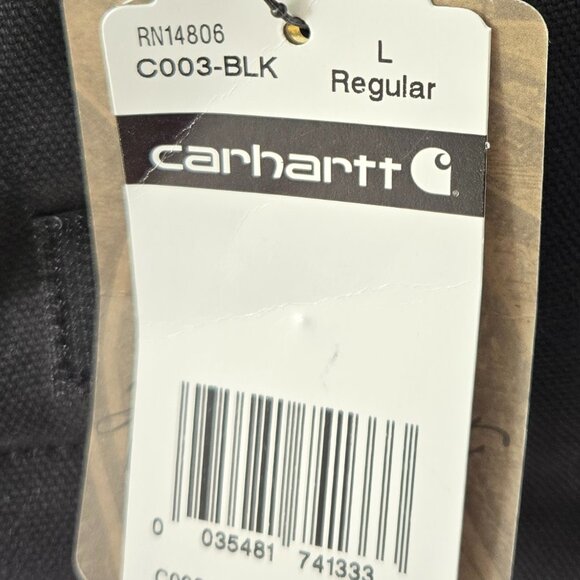 RN14806
C003-BLK
L
Regular
carhartt
0 035481 741333